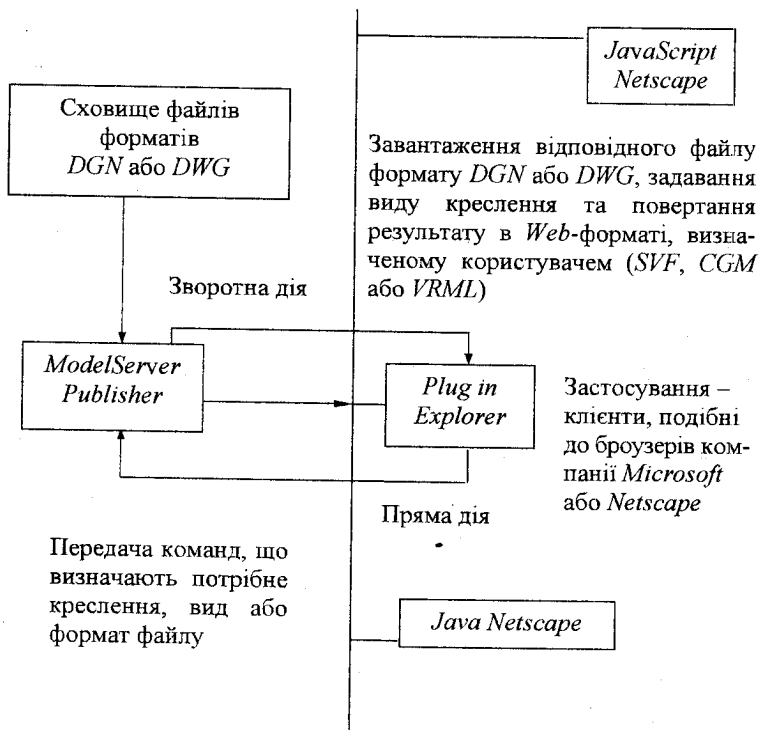 JavaScript
Netscape
Сховище файлів
форматів
DGN або DWG
Завантаження відповідного файлу
формату DGN або DWG, задавання
виду креслення та повертання
результату в Web-форматі, визна-
ченому користувачем (SVF, CGM
або VRML)
Зворотна дія
ModelServer
Publisher
Plug in
Explorer
Застосування –
клієнти, подібні
до броузерів ком-
панії Microsoft
або Netscape
Пряма дія
Передача команд, що
визначають потрібне
креслення, вид або
формат файлу
Java Netscape